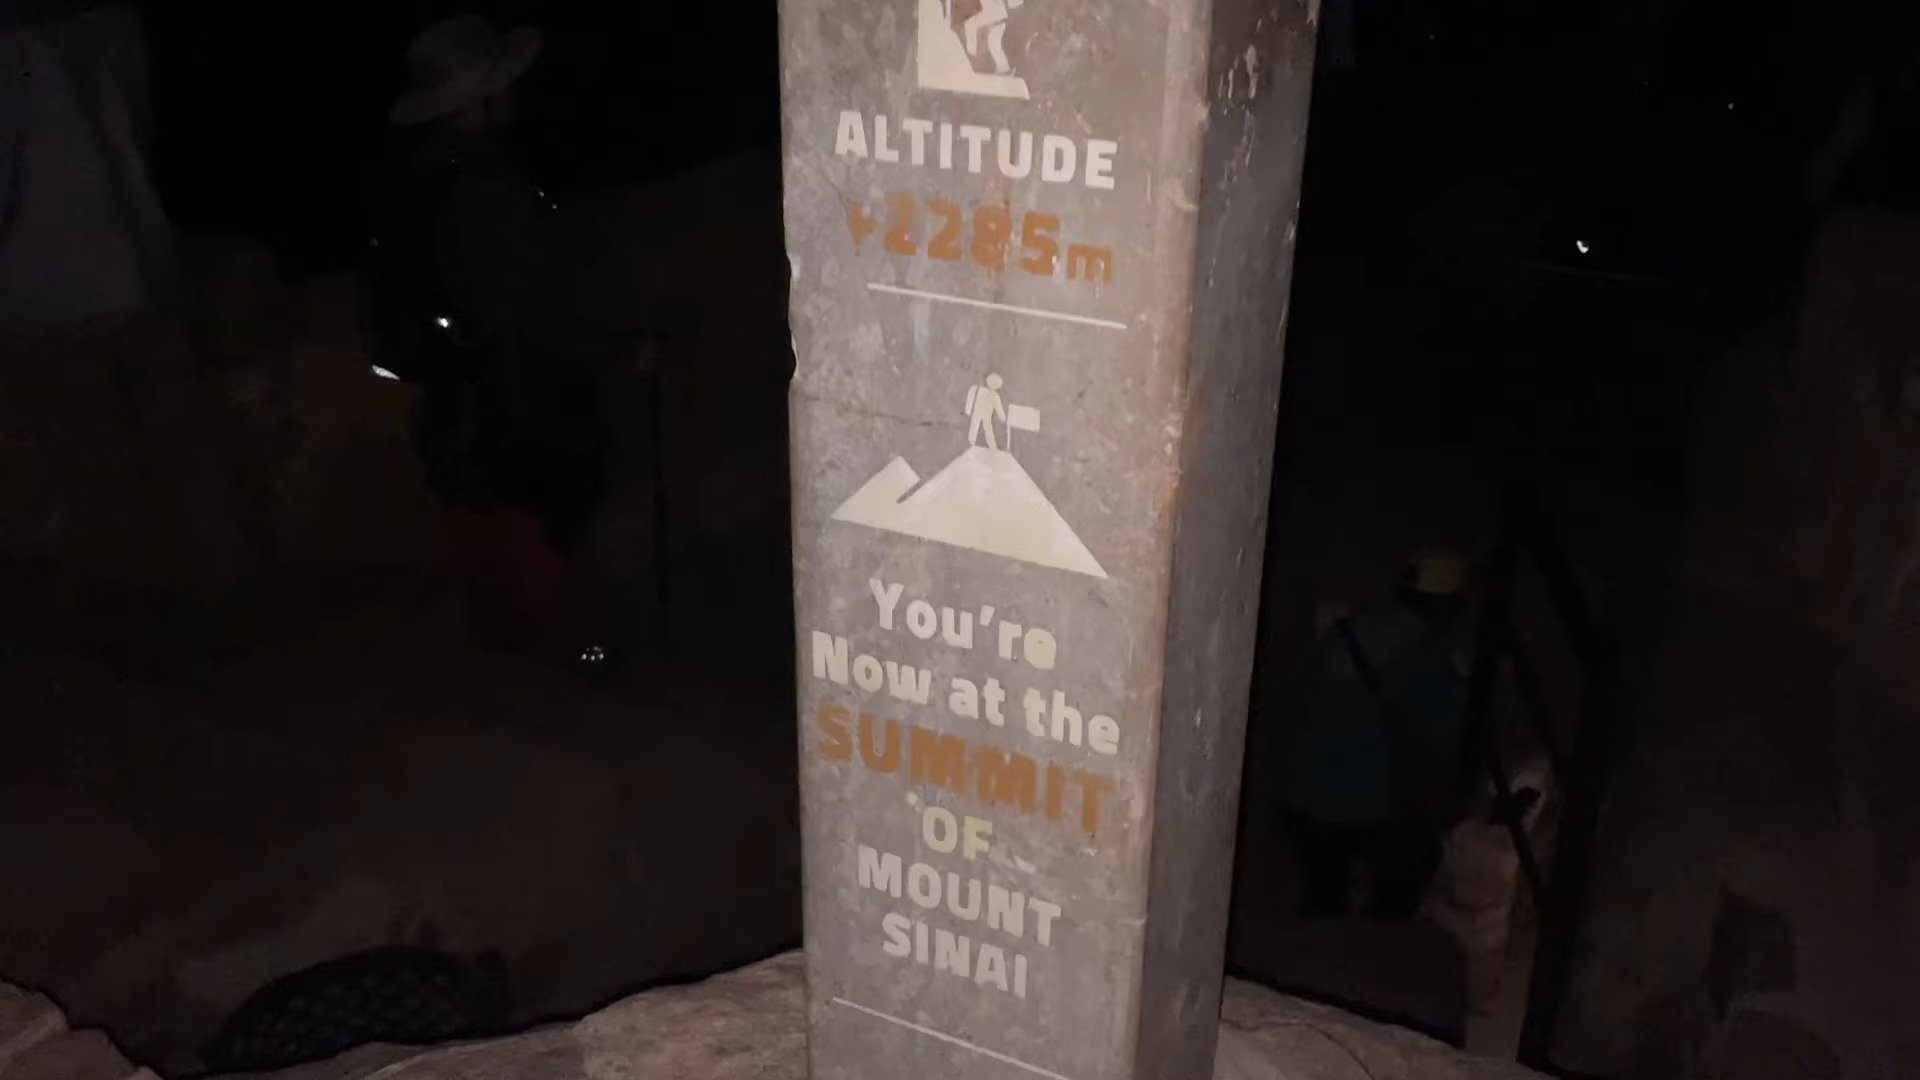 ALTITUDE
+2285m
You're
Now at the
SUMMIT
OF
MOUNT
SINAI